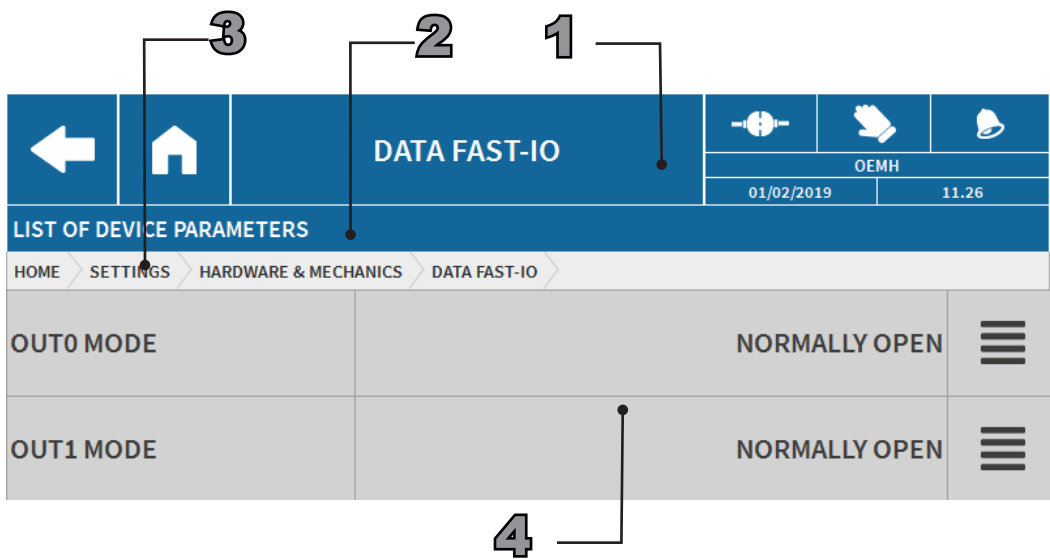 3 2 1
DATA FAST-IO
OEMH
01/02/2019 11.26
LIST OF DEVICE PARAMETERS
HOME SETTINGS HARDWARE & MECHANICS DATA FAST-IO
OUT0 MODE NORMALLY OPEN
OUT1 MODE NORMALLY OPEN
4